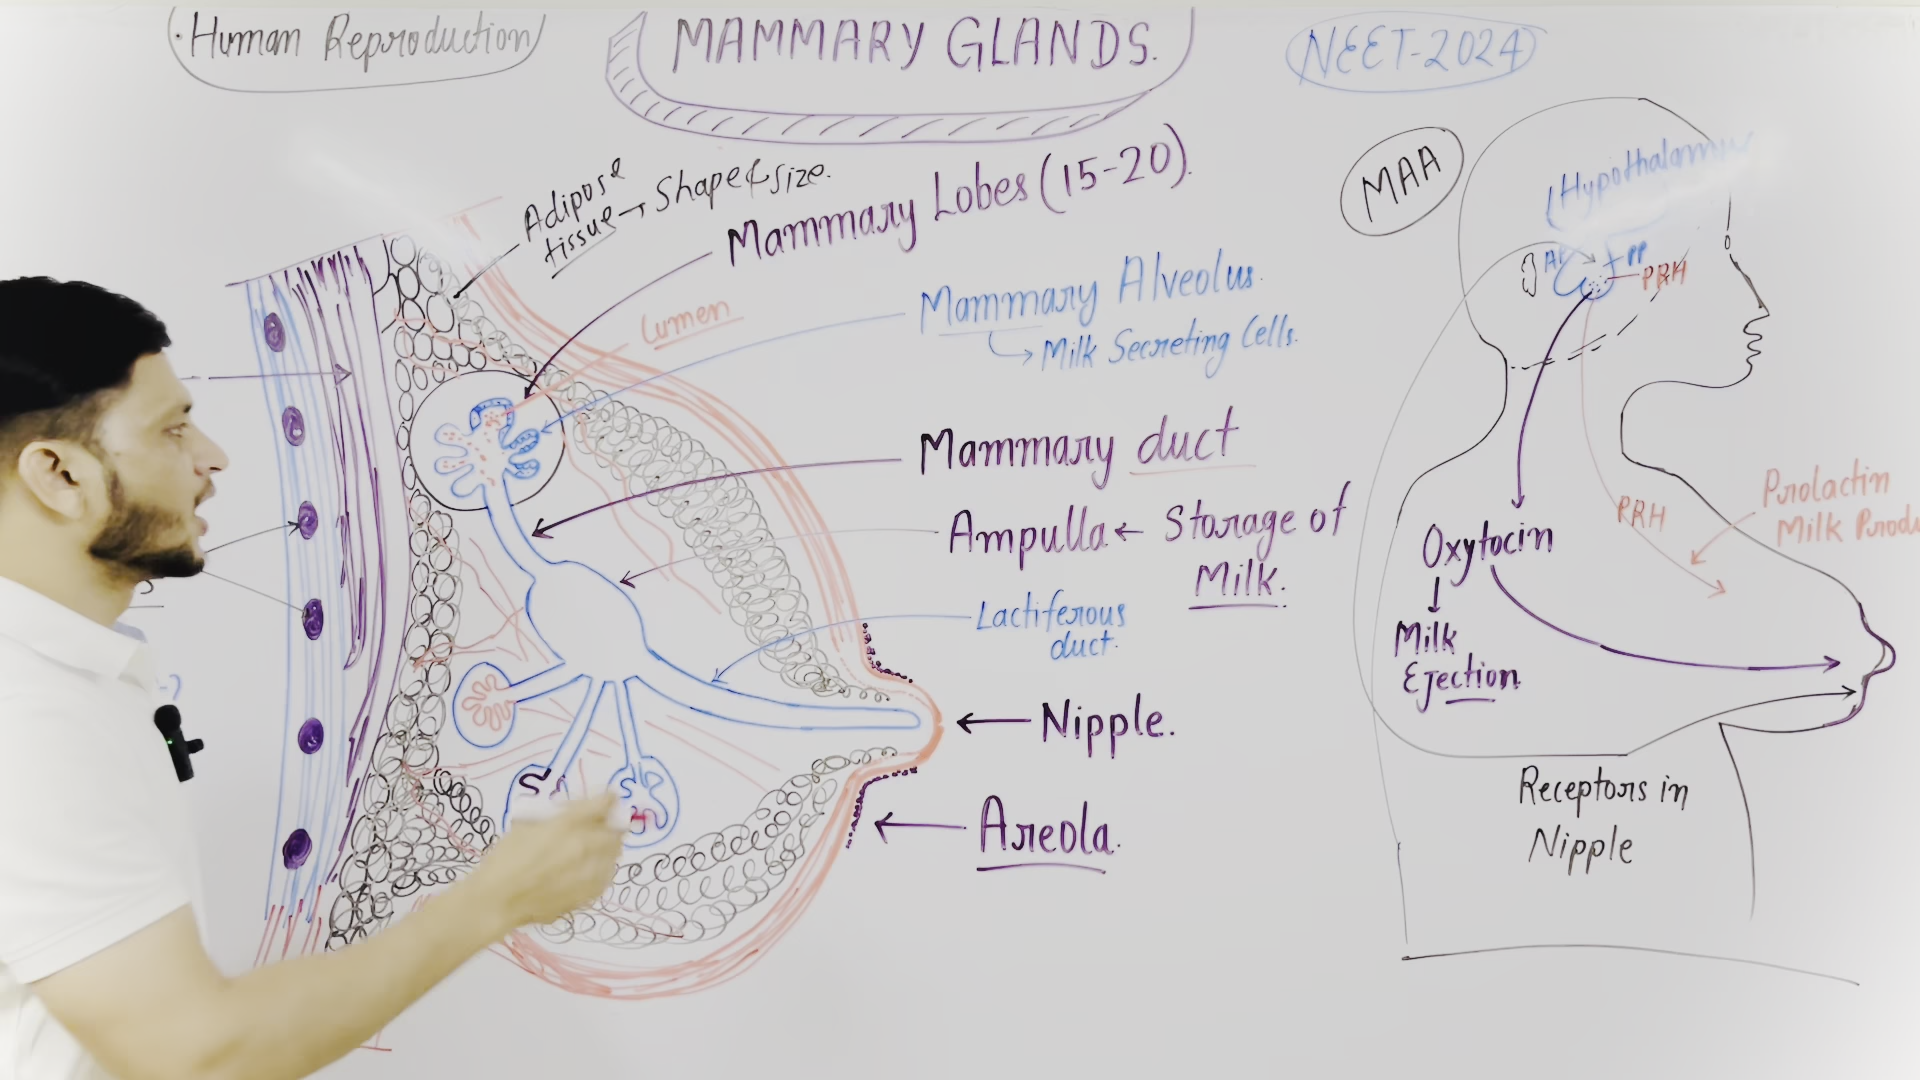 Human Reproduction
MAMMARY GLANDS.
NEET-2024
Adipose
tissue → Shape & size.
Mammary Lobes (15-20).
Lumen
Mammary Alveolus.
Milk Secreting Cells.
Mammary duct
Ampulla ← Storage of
Milk.
Lactiferous
duct.
Nipple.
Areola.
MAA
PP
PRH
Oxytocin
Milk
Ejection
PRH
Prolactin
Milk
Receptors in
Nipple